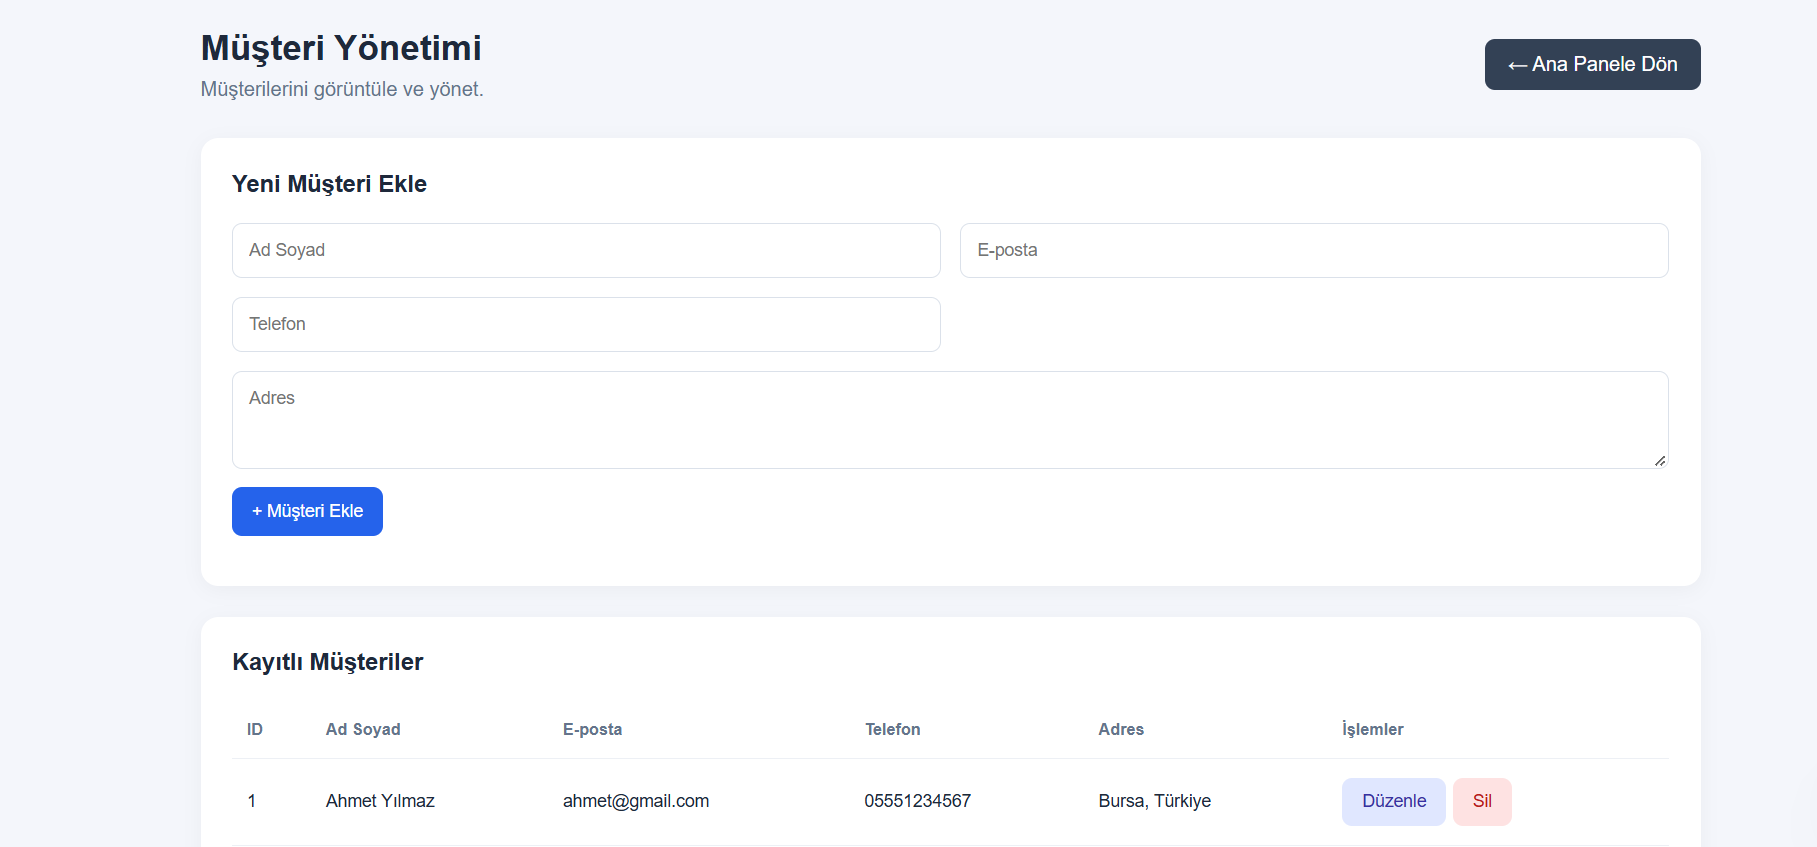 Müşteri Yönetimi
Müşterilerini görüntüle ve yönet.
← Ana Panele Dön
Yeni Müşteri Ekle
Ad Soyad
E-posta
Telefon
Adres
+ Müşteri Ekle
Kayıtlı Müşteriler
ID Ad Soyad E-posta Telefon Adres İşlemler
1 Ahmet Yılmaz ahmet@gmail.com 05551234567 Bursa, Türkiye Düzenle Sil